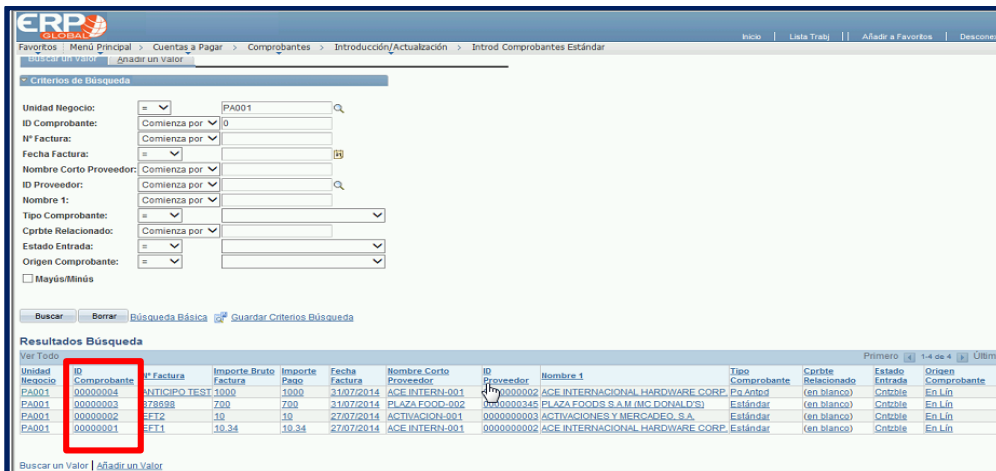 ERP
GLOBAL
Inicio | Lista Trabj || Añadir a Favoritos | Descone
Favoritos | Menú Principal > Cuentas a Pagar > Comprobantes > Introducción/Actualización > Introd Comprobantes Estándar
Buscar un Valor Añadir un Valor
Criterios de Búsqueda
Unidad Negocio: = PA001
ID Comprobante: Comienza por 0
Nº Factura: Comienza por
Fecha Factura: =
Nombre Corto Proveedor: Comienza por
ID Proveedor: Comienza por
Nombre 1: Comienza por
Tipo Comprobante: =
Cprbte Relacionado: Comienza por
Estado Entrada: =
Origen Comprobante: =
Mayús/Minús
Buscar Borrar Búsqueda Básica Guardar Criterios Búsqueda
Resultados Búsqueda
Ver Todo Primero 1-4 de 4 Últim
Unidad Negocio ID Comprobante Nº Factura Importe Bruto Factura Importe Pago Fecha Factura Nombre Corto Proveedor ID Proveedor Nombre 1 Tipo Comprobante Cprbte Relacionado Estado Entrada Origen Comprobante
PA001 00000004 ANTICIPO TEST 1000 1000 31/07/2014 ACE INTERN-001 000000002 ACE INTERNACIONAL HARDWARE CORP. Pg Antpd (en blanco) Cntzble En Lín
PA001 00000003 878698 700 700 31/07/2014 PLAZA FOOD-002 0000000345 PLAZA FOODS S.A.M (MC DONALD'S) Estándar (en blanco) Cntzble En Lín
PA001 00000002 EFT2 10 10 27/07/2014 ACTIVACION-001 0000000003 ACTIVACIONES Y MERCADEO, S.A. Estándar (en blanco) Cntzble En Lín
PA001 00000001 EFT1 10.34 10.34 27/07/2014 ACE INTERN-001 0000000002 ACE INTERNACIONAL HARDWARE CORP. Estándar (en blanco) Cntzble En Lín
Buscar un Valor | Añadir un Valor